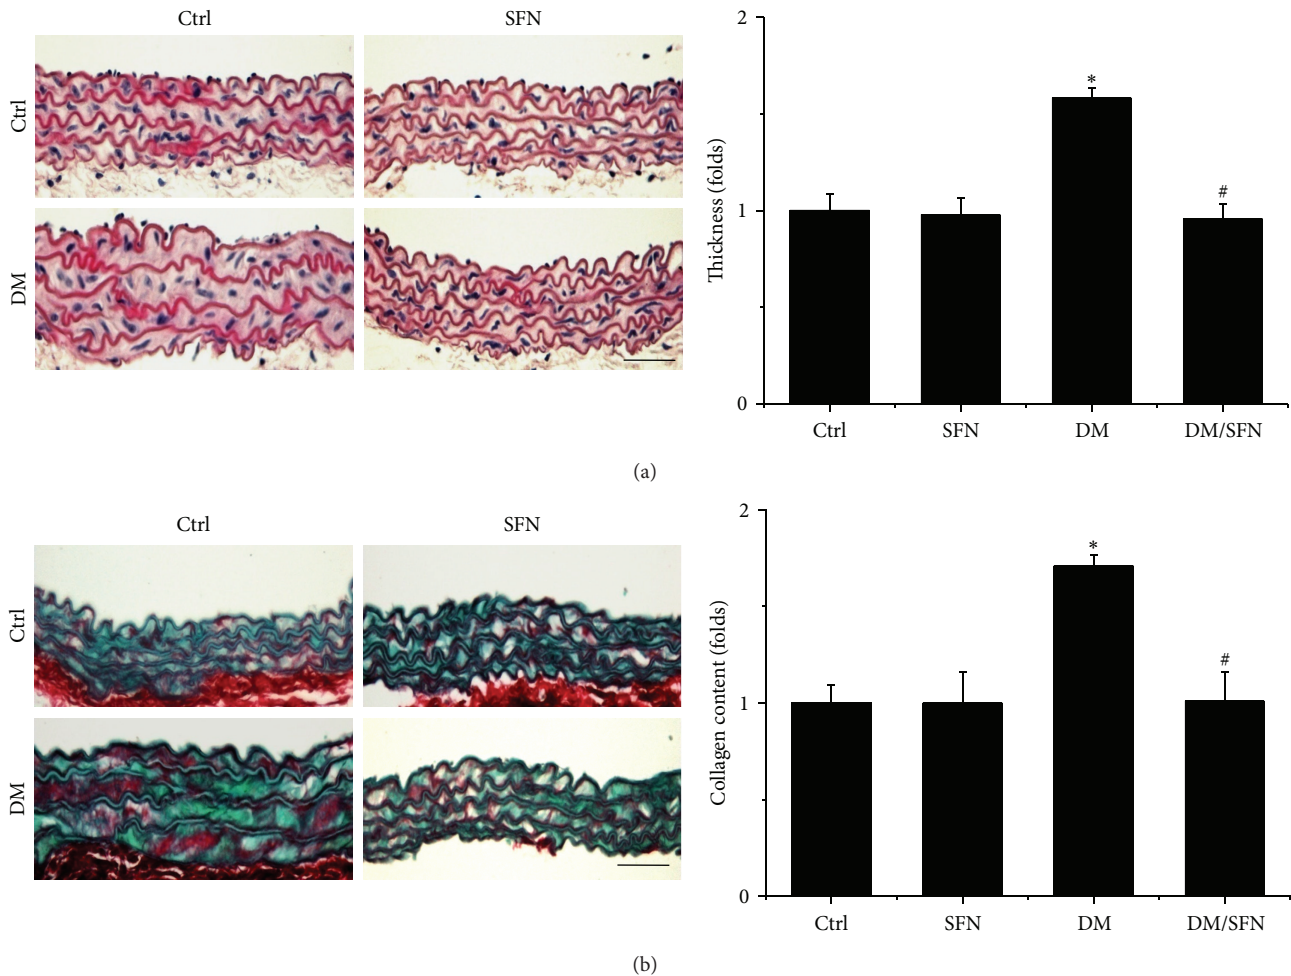 Ctrl SFN
Ctrl
DM
Thickness (folds)
2
1
0
*
#
Ctrl SFN DM DM/SFN
(a)
Ctrl SFN
Ctrl
DM
Collagen content (folds)
2
1
0
*
#
Ctrl SFN DM DM/SFN
(b)